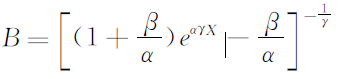 B = [(1 + β/α)e^{αγX} |− β/α]^{−1/γ}